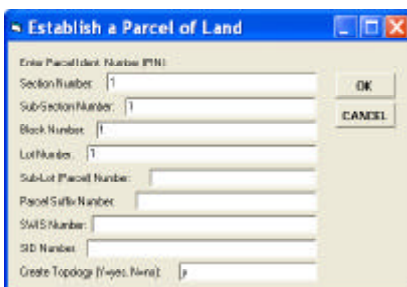 Establish a Parcel of Land
Enter Parcel Ident. Number (PIN):
Section Number: 1
OK
Sub-Section Number: 1
CANCEL
Block Number: 1
Lot Number: 1
Sub-Lot (Parcel) Number:
Parcel Suffix Number:
SWIS Number:
SID Number:
Create Topology (Y=yes, N=no): y